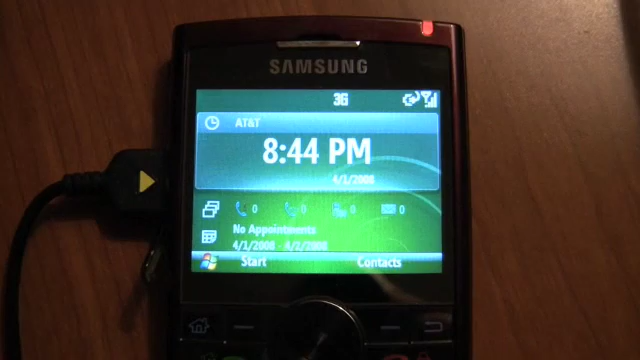 SAMSUNG
3G
AT&T
8:44 PM
4/1/2008
0 0 0 0
No Appointments
4/1/2008 4/1/2008
Start Contacts